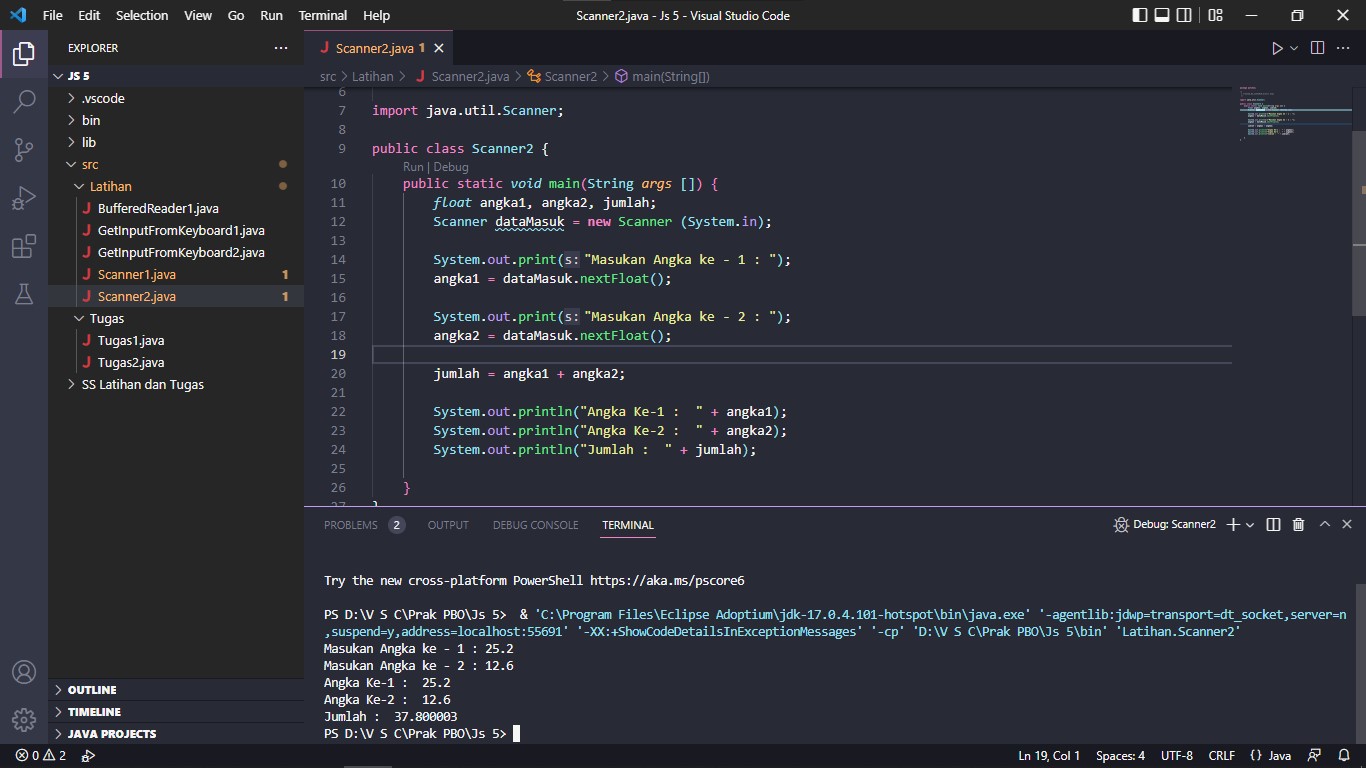 File Edit Selection View Go Run Terminal Help
Scanner2.java - Js 5 - Visual Studio Code
EXPLORER
JS 5
.vscode
bin
lib
src
Latihan
BufferedReader1.java
GetInputFromKeyboard1.java
GetInputFromKeyboard2.java
Scanner1.java 1
Scanner2.java 1
Tugas
Tugas1.java
Tugas2.java
SS Latihan dan Tugas
OUTLINE
TIMELINE
JAVA PROJECTS
Scanner2.java 1
src > Latihan > Scanner2.java > Scanner2 > main(String[])
6
7 import java.util.Scanner;
8
9 public class Scanner2 {
Run | Debug
10 public static void main(String args []) {
11 float angka1, angka2, jumlah;
12 Scanner dataMasuk = new Scanner (System.in);
13
14 System.out.print(s: "Masukan Angka ke - 1 : ");
15 angka1 = dataMasuk.nextFloat();
16
17 System.out.print(s: "Masukan Angka ke - 2 : ");
18 angka2 = dataMasuk.nextFloat();
19
20 jumlah = angka1 + angka2;
21
22 System.out.println("Angka Ke-1 :  " + angka1);
23 System.out.println("Angka Ke-2 :  " + angka2);
24 System.out.println("Jumlah :  " + jumlah);
25
26 }
27 }
PROBLEMS 2 OUTPUT DEBUG CONSOLE TERMINAL
Debug: Scanner2
Try the new cross-platform PowerShell https://aka.ms/pscore6
PS D:\V S C\Prak PBO\Js 5>  & 'C:\Program Files\Eclipse Adoptium\jdk-17.0.4.101-hotspot\bin\java.exe' '-agentlib:jdwp=transport=dt_socket,server=n
,suspend=y,address=localhost:55691' '-XX:+ShowCodeDetailsInExceptionMessages' '-cp' 'D:\V S C\Prak PBO\Js 5\bin' 'Latihan.Scanner2'
Masukan Angka ke - 1 : 25.2
Masukan Angka ke - 2 : 12.6
Angka Ke-1 :  25.2
Angka Ke-2 :  12.6
Jumlah :  37.800003
PS D:\V S C\Prak PBO\Js 5>
0 2
Ln 19, Col 1 Spaces: 4 UTF-8 CRLF {} Java